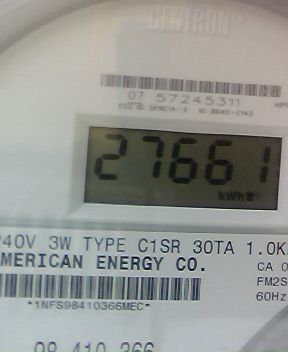 CENTRON®
07 57245311
27661
kWh
240V 3W TYPE C1SR 30TA 1.0K
AMERICAN ENERGY CO. CA 0
FM2S
60Hz
*1NFS98410366MEC*
98 410 366